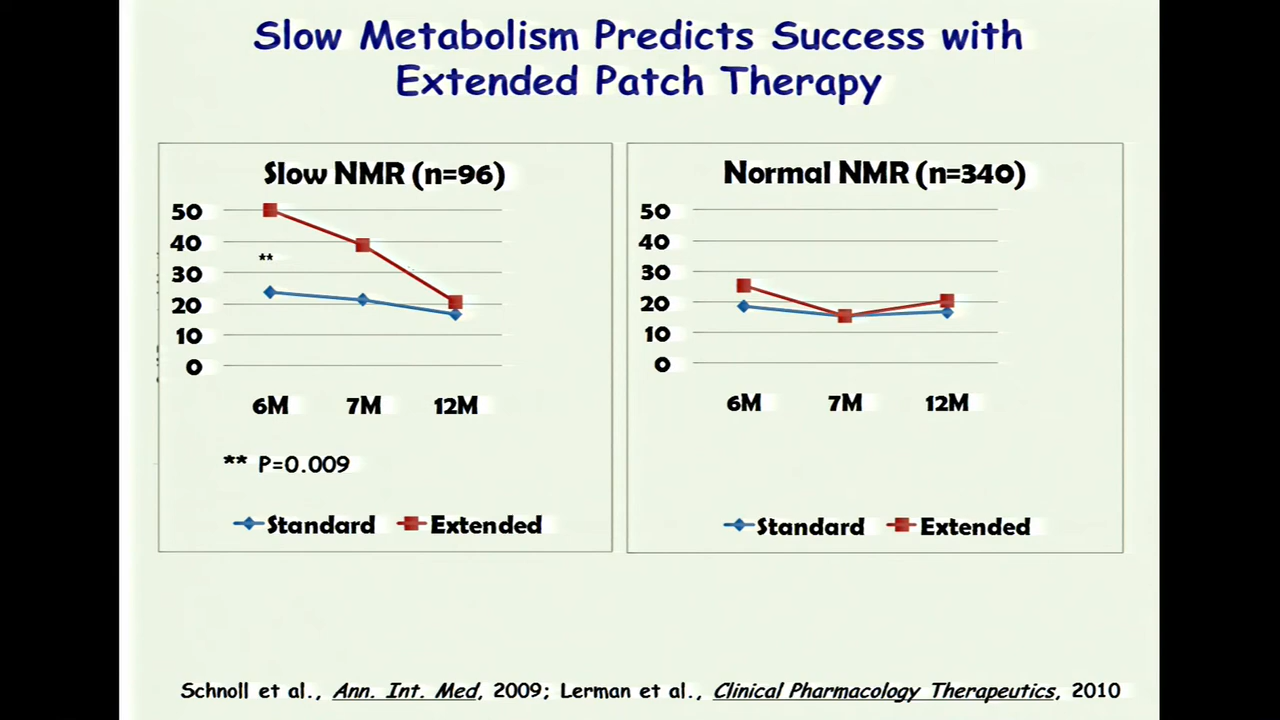 Slow Metabolism Predicts Success with
Extended Patch Therapy
Slow NMR (n=96)
50
40
30
20
10
0
**
6M 7M 12M
** P=0.009
Standard Extended
Normal NMR (n=340)
50
40
30
20
10
0
6M 7M 12M
Standard Extended
Schnoll et al., Ann. Int. Med, 2009; Lerman et al., Clinical Pharmacology Therapeutics, 2010